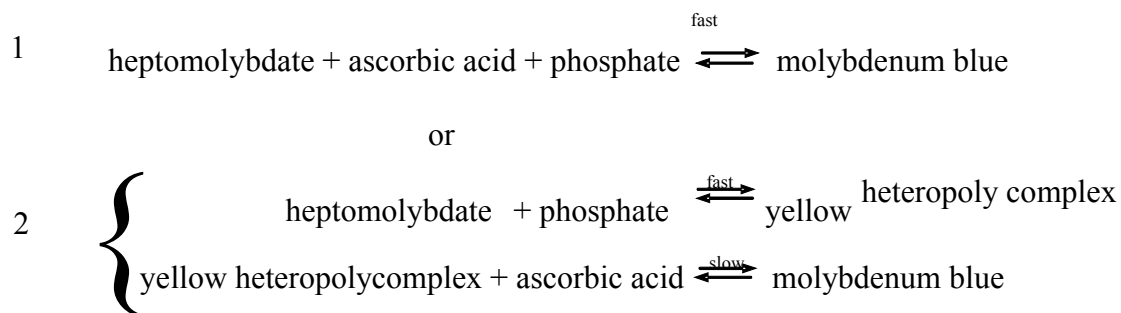 fast
1 heptomolybdate + ascorbic acid + phosphate ⇌ molybdenum blue
or
2
heptomolybdate + phosphate ⇌ fast yellow heteropoly complex
yellow heteropolycomplex + ascorbic acid ⇌ slow molybdenum blue